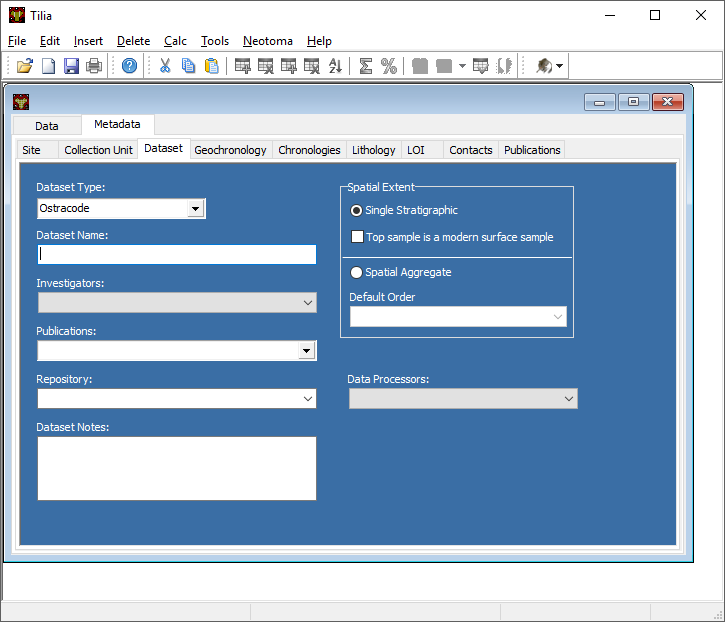 Tilia
File Edit Insert Delete Calc Tools Neotoma Help
Data Metadata
Site Collection Unit Dataset Geochronology Chronologies Lithology LOI Contacts Publications
Dataset Type:
Ostracode
Dataset Name:
Investigators:
Publications:
Repository:
Dataset Notes:
Spatial Extent
Single Stratigraphic
Top sample is a modern surface sample
Spatial Aggregate
Default Order
Data Processors: